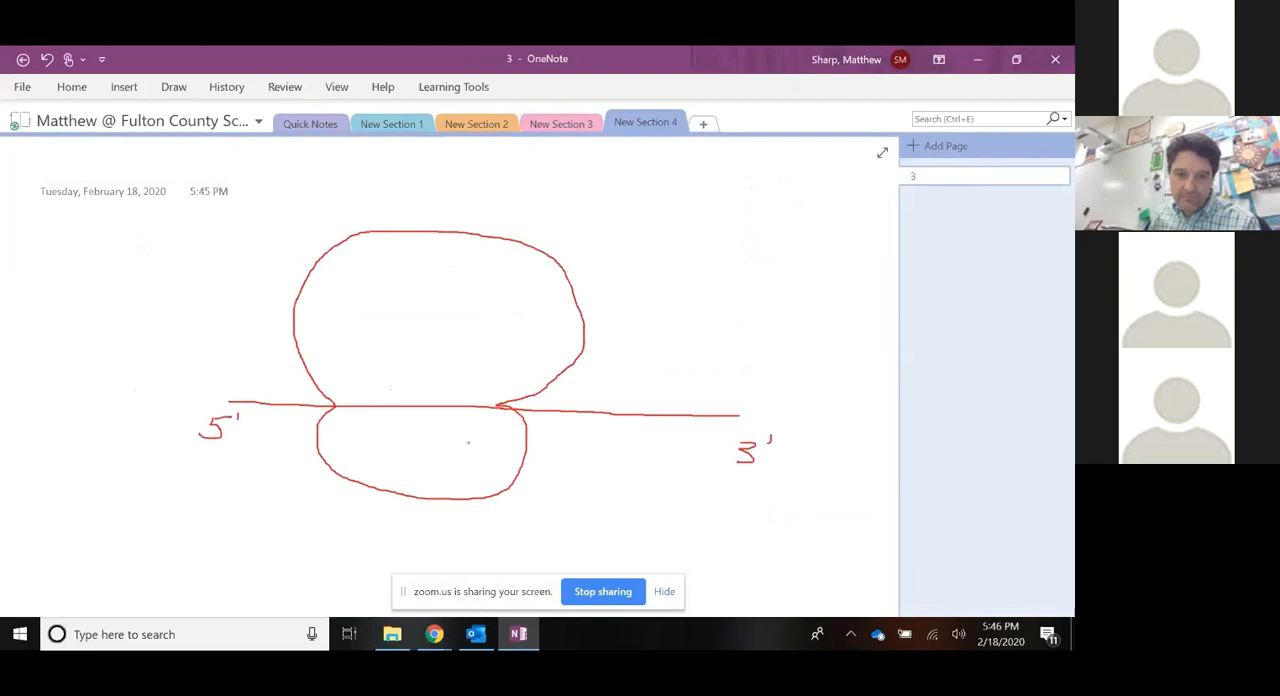 3 - OneNote
Sharp, Matthew SM
File Home Insert Draw History Review View Help Learning Tools
Matthew @ Fulton County Sc... Quick Notes New Section 1 New Section 2 New Section 3 New Section 4 Search (Ctrl+E)
Add Page
3
Tuesday, February 18, 2020 5:45 PM
5'
3'
zoom.us is sharing your screen. Stop sharing Hide
Type here to search
5:46 PM
2/18/2020
11